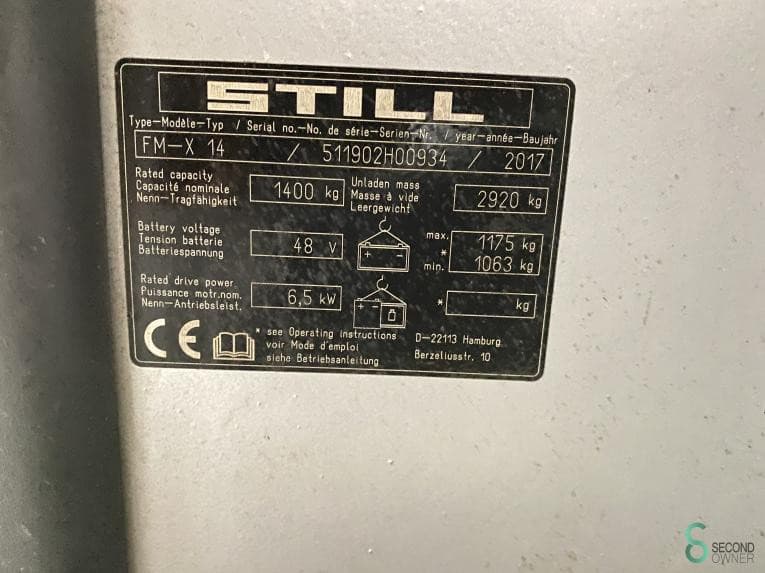 STILL
Type-Modèle-Typ / Serial no.-No. de série-Serien-Nr. / year-année-Baujahr
FM-X 14 / 511902H00934 / 2017
Rated capacity
Capacité nominale
Nenn-Tragfähigkeit
1400 kg
Unladen mass
Masse à vide
Leergewicht
2920 kg
Battery voltage
Tension batterie
Batteriespannung
48 V
+ -
max. 1175 kg
*
min. 1063 kg
Rated drive power
Puissance motr.nom.
Nenn-Antriebsleist.
6,5 kW
+ -
* kg
CE
* see Operating instructions
voir Mode d'emploi
siehe Betriebsanleitung
D-22113 Hamburg
Berzeliusstr. 10
SECOND
OWNER